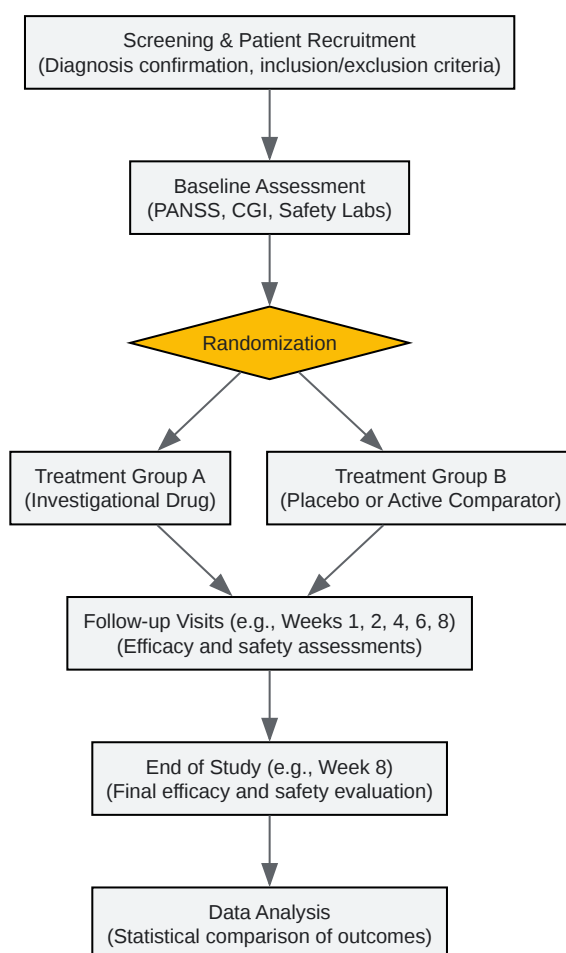 Screening & Patient Recruitment
(Diagnosis confirmation, inclusion/exclusion criteria)
Baseline Assessment
(PANSS, CGI, Safety Labs)
Randomization
Treatment Group A
(Investigational Drug)
Treatment Group B
(Placebo or Active Comparator)
Follow-up Visits (e.g., Weeks 1, 2, 4, 6, 8)
(Efficacy and safety assessments)
End of Study (e.g., Week 8)
(Final efficacy and safety evaluation)
Data Analysis
(Statistical comparison of outcomes)